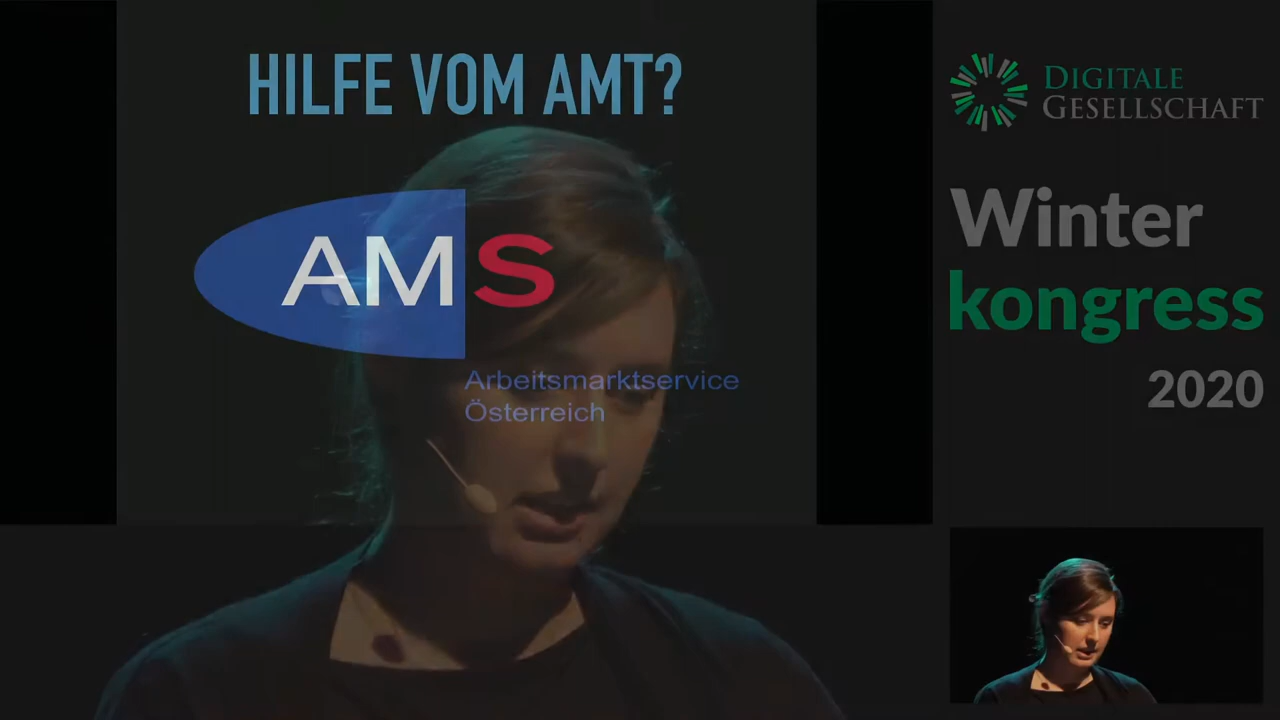 HILFE VOM AMT?
AMS
Arbeitsmarktservice
Österreich
DIGITALE
GESELLSCHAFT
Winter
kongress
2020